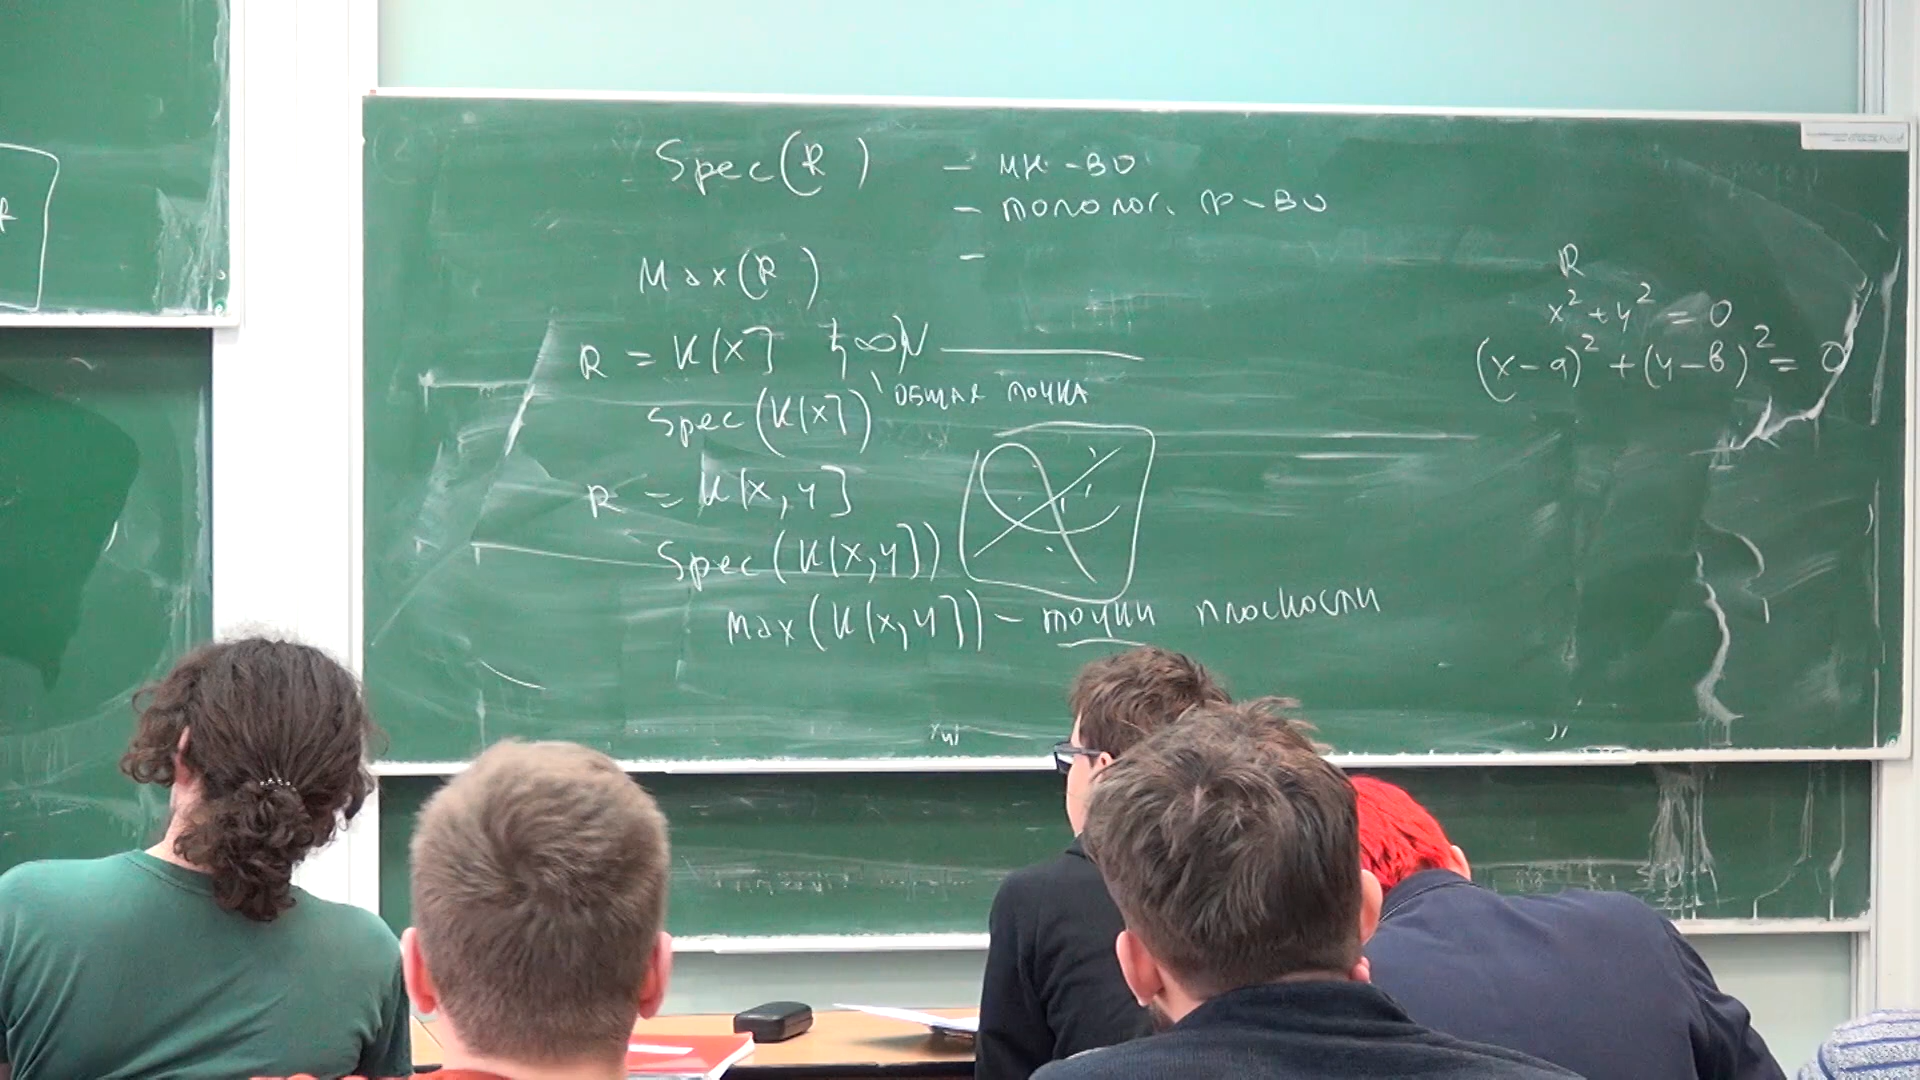 Spec(R) – мн-во
– тополог. пр-во
–
Max(R)
R = K[x]
общая точка
Spec(K[x])
R = K[x,y]
Spec(K[x,y])
Max(K[x,y]) – точки плоскости
R
x² + y² = 0
(x-a)² + (y-b)² = 0